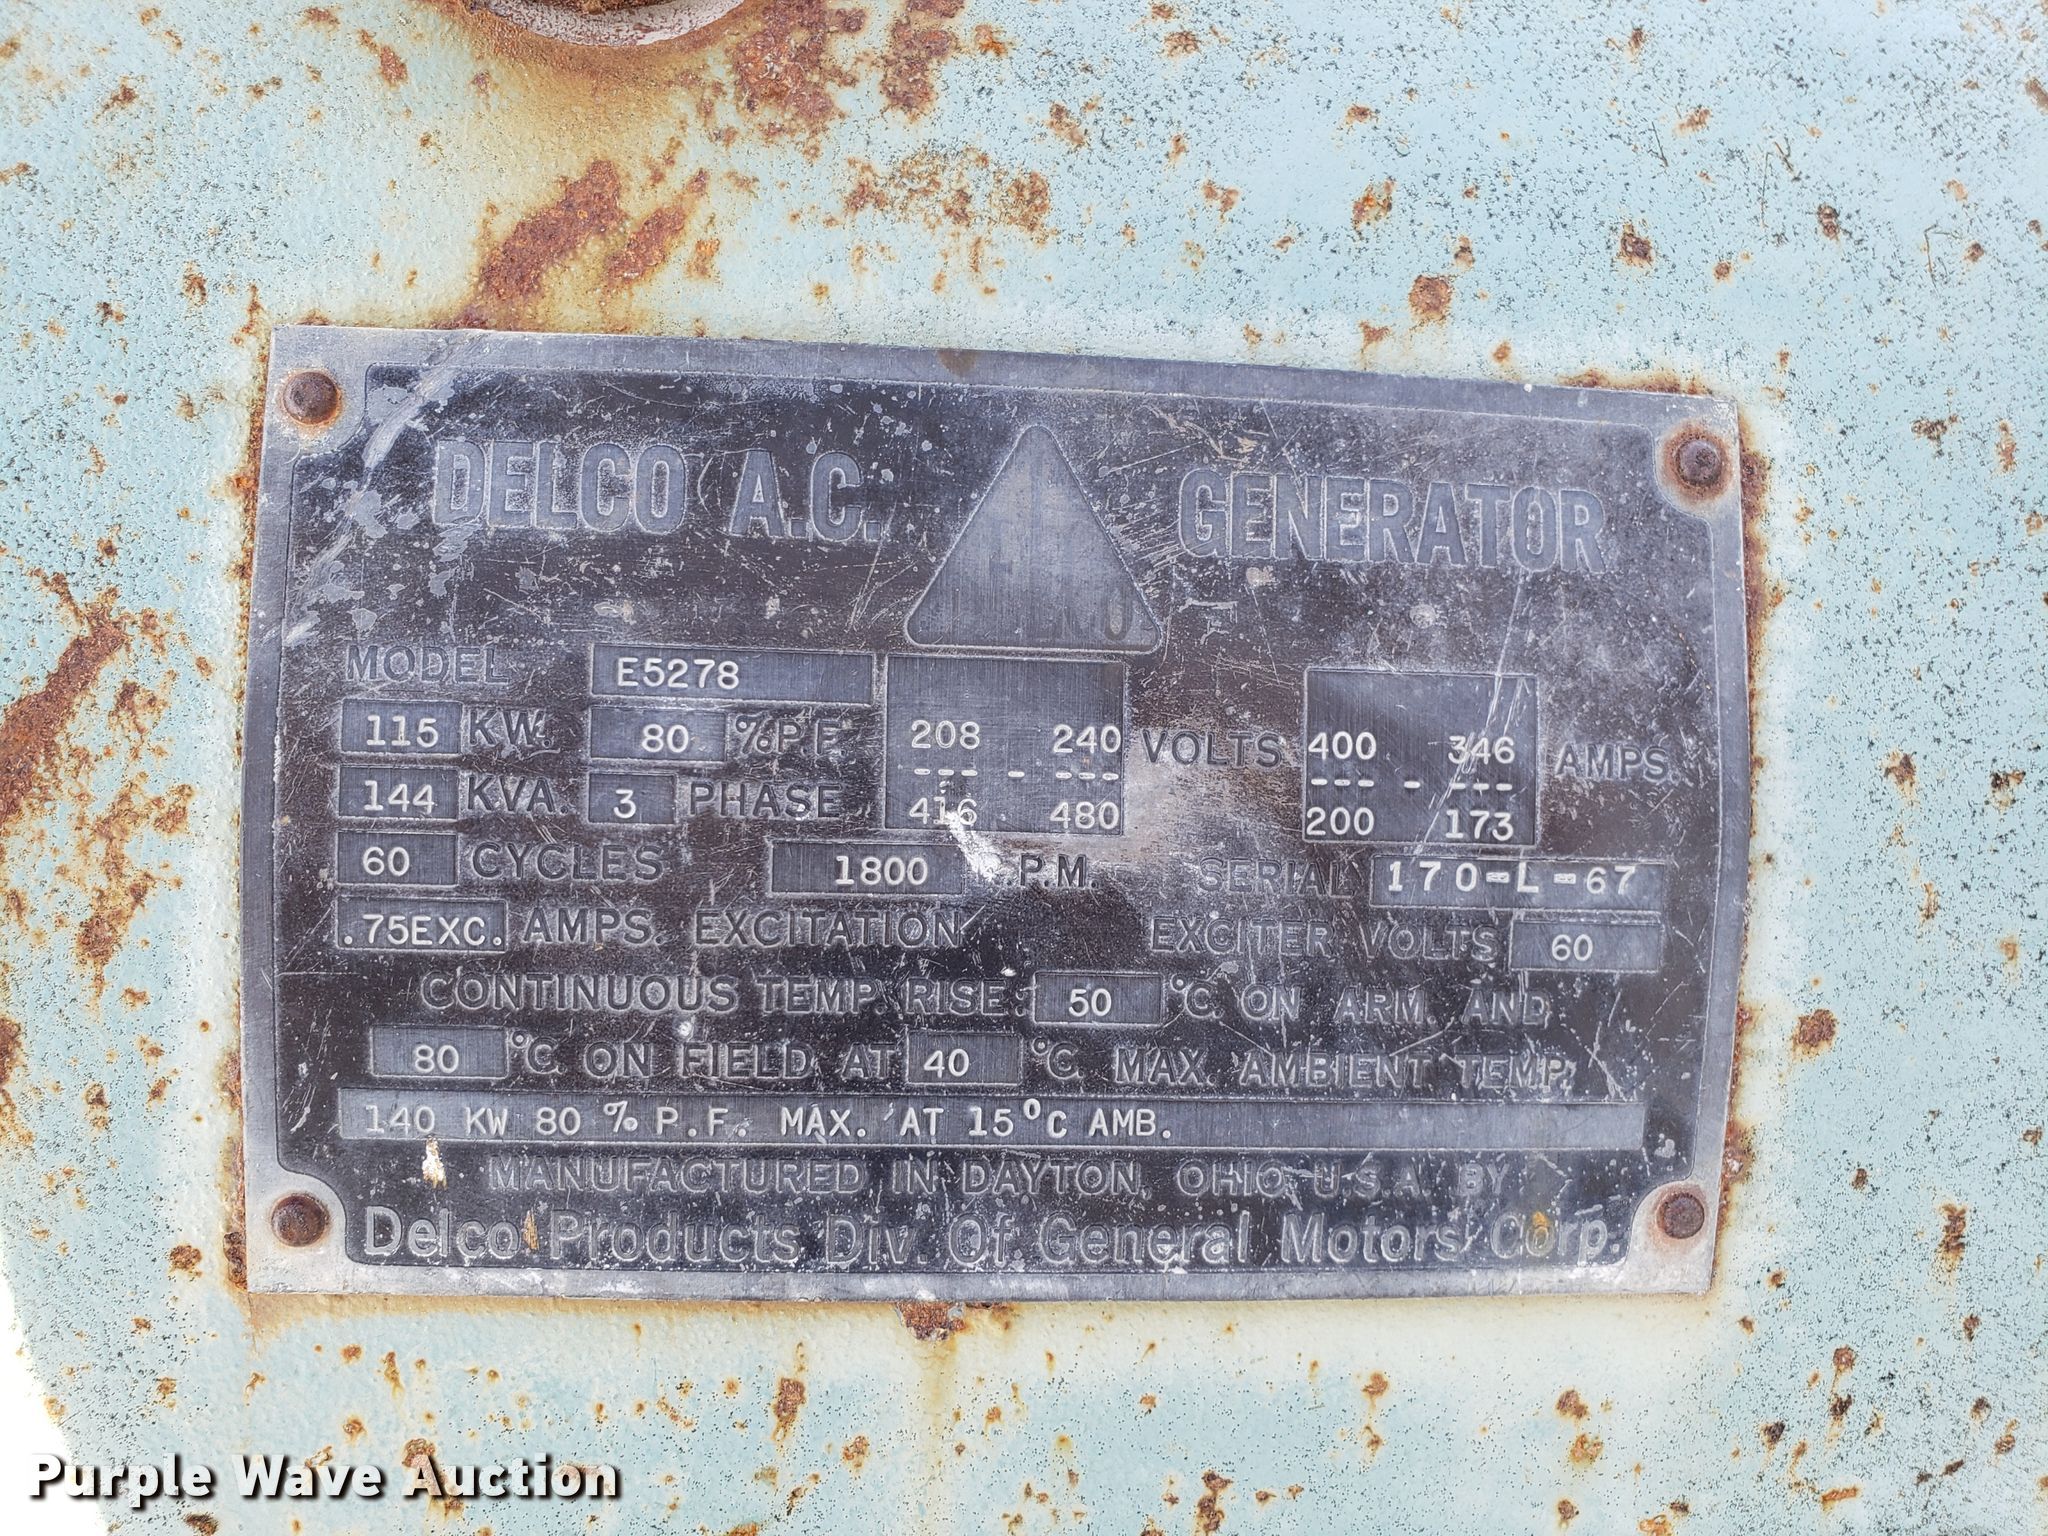 DELCO A.C. GENERATOR
MODEL E5278
115 KW. 80 % P.F. 208 240 VOLTS 400 346 AMPS.
--- - --- --- - ---
144 KVA. 3 PHASE 416 480 200 173
60 CYCLES 1800 P.M. SERIAL 170-L-67
.75EXC. AMPS. EXCITATION EXCITER VOLTS 60
CONTINUOUS TEMP. RISE: 50 °C. ON ARM. AND
80 °C. ON FIELD AT 40 °C. MAX. AMBIENT TEMP.
140 KW 80 % P.F. MAX. AT 15°C AMB.
MANUFACTURED IN DAYTON, OHIO, U.S.A. BY
Delco Products Div. Of General Motors Corp.
Purple Wave Auction